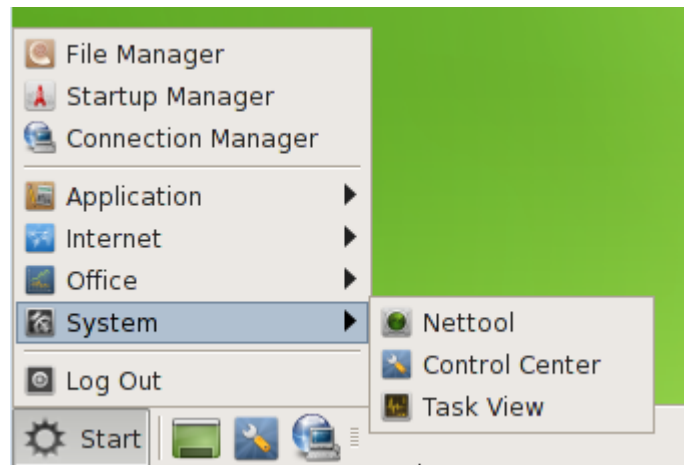 File Manager
Startup Manager
Connection Manager
Application
Internet
Office
System
Nettool
Control Center
Task View
Log Out
Start